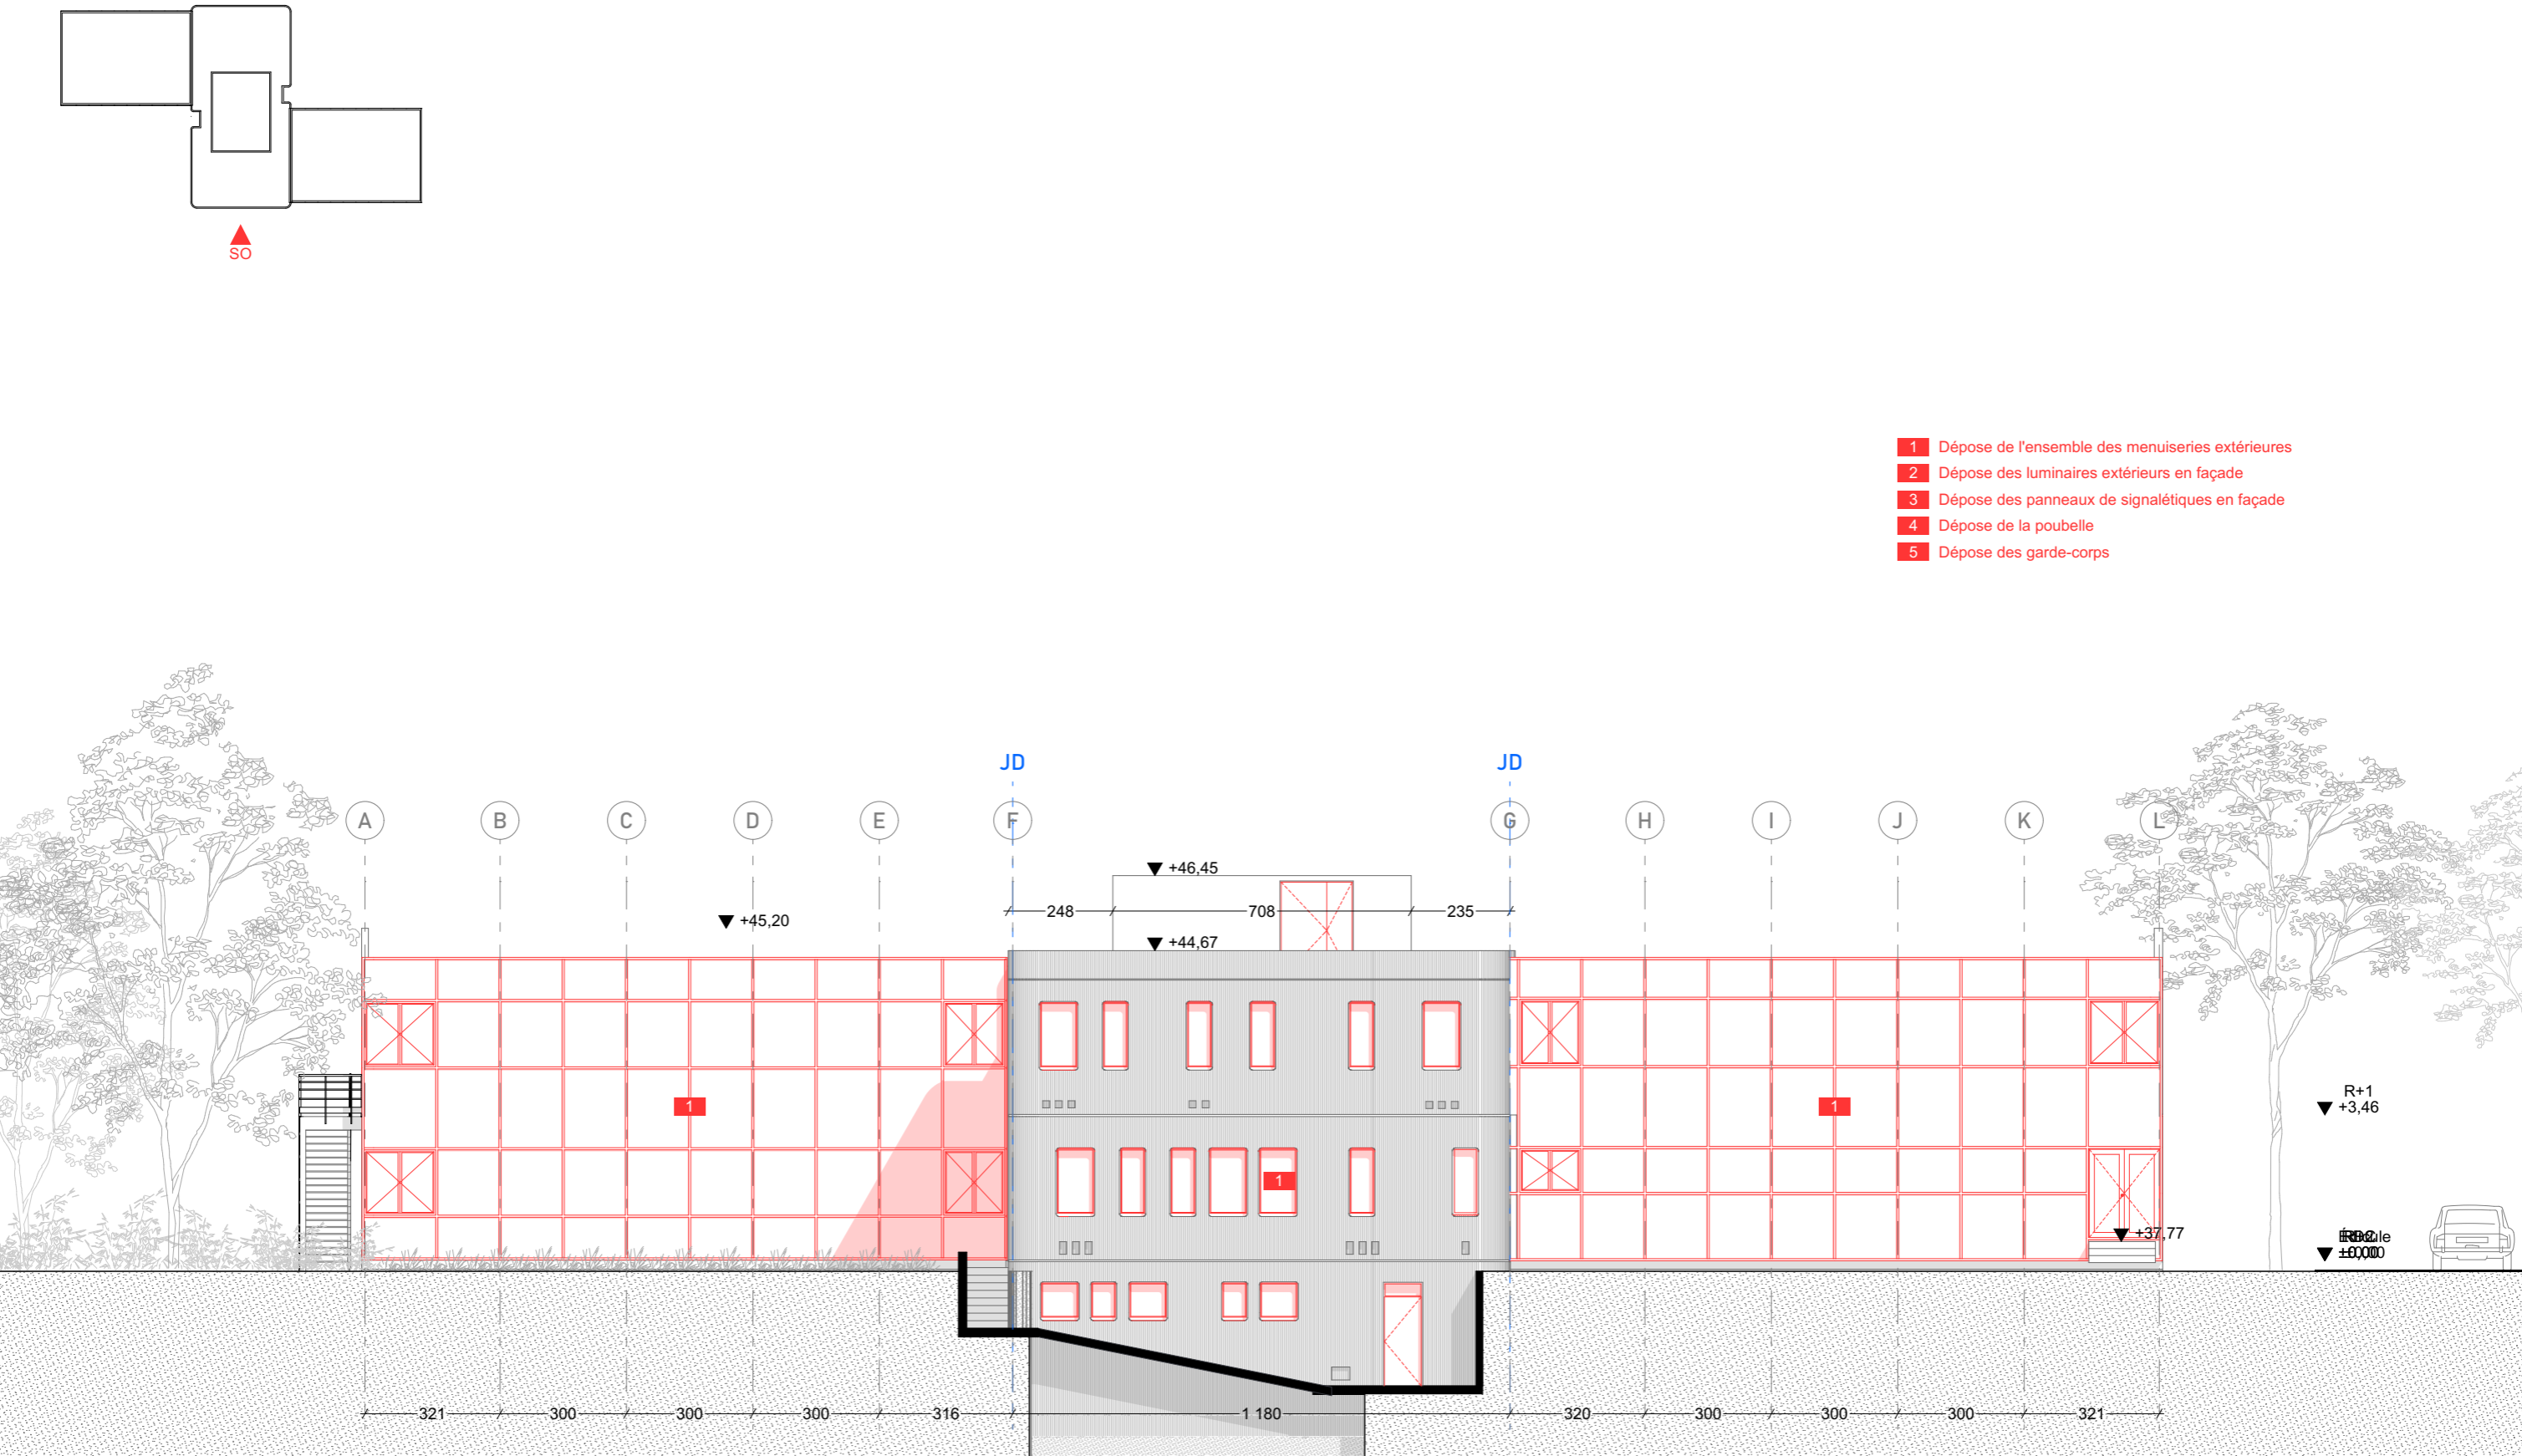 SO
1 Dépose de l'ensemble des menuiseries extérieures
2 Dépose des luminaires extérieurs en façade
3 Dépose des panneaux de signalétiques en façade
4 Dépose de la poubelle
5 Dépose des garde-corps
JD JD
A B C D E F G H I J K L
+46,45
248 708 235
+45,20
+44,67
R+1
+3,46
1 1
1
+37,77
±0,00
321 300 300 300 316 1 180 320 300 300 300 321